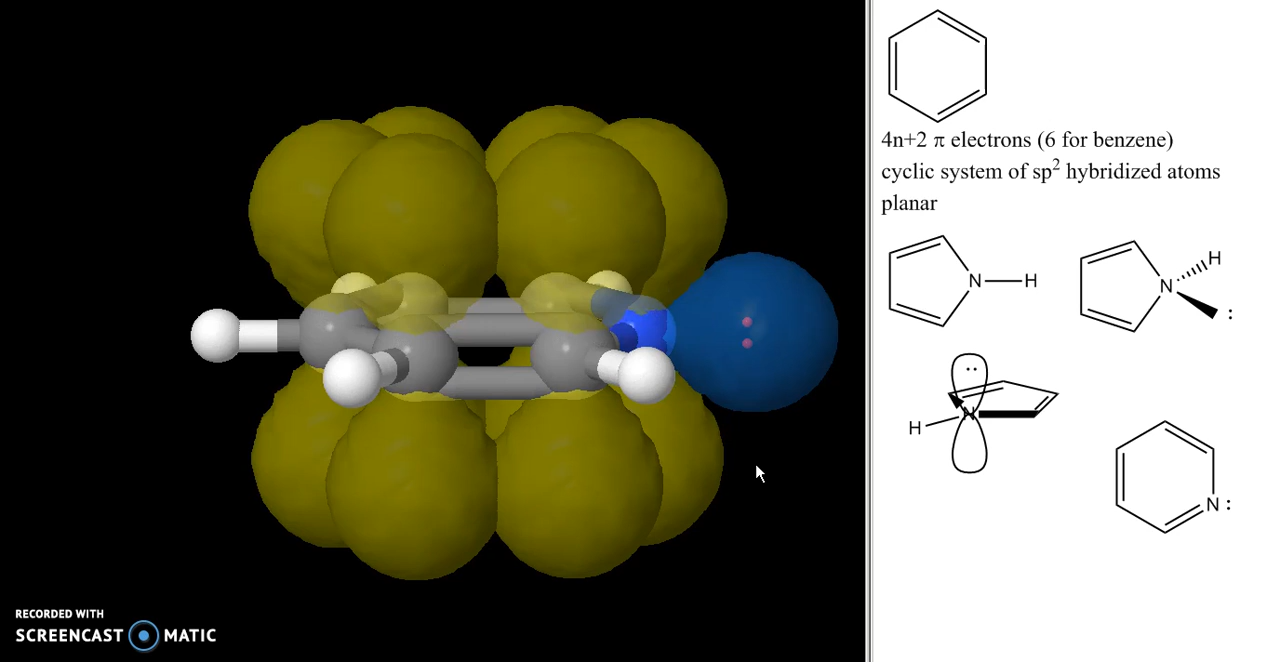 4n+2 π electrons (6 for benzene)
cyclic system of sp² hybridized atoms
planar
N H
N H :
:
H N
N :
RECORDED WITH
SCREENCAST MATIC